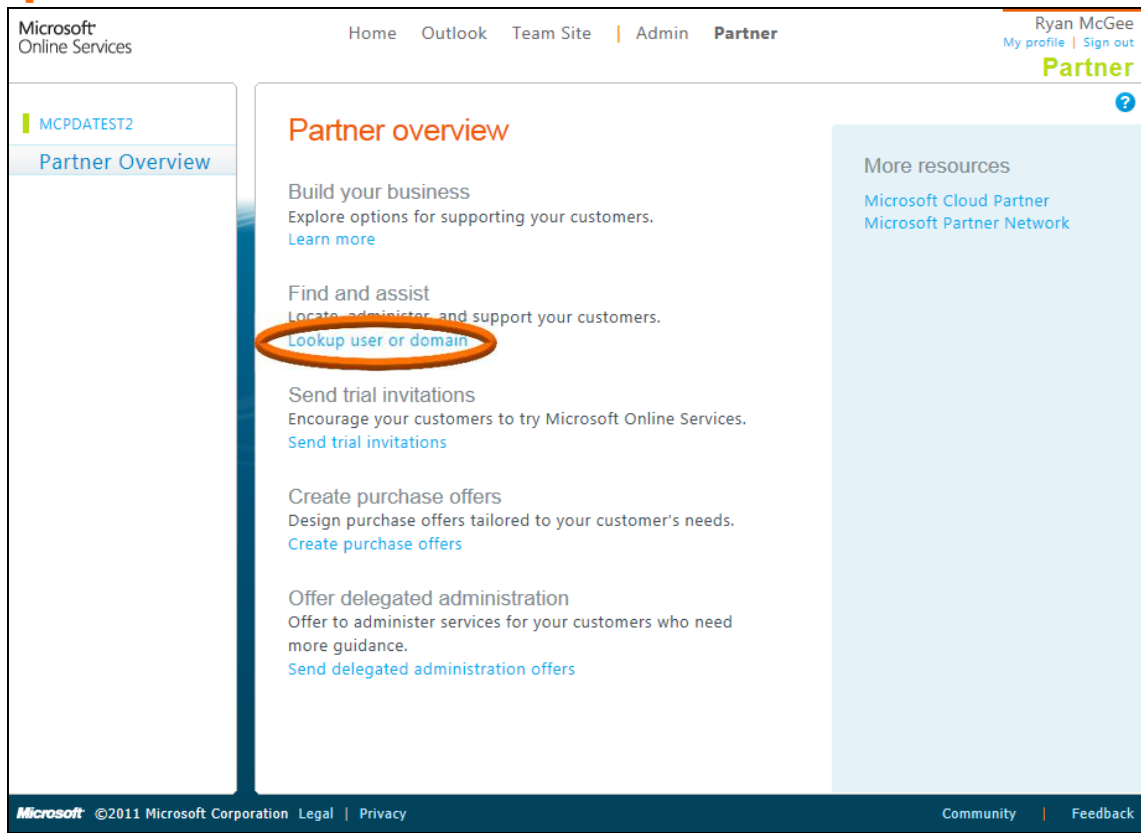 Microsoft
Online Services
Home Outlook Team Site | Admin Partner
Ryan McGee
My profile | Sign out
Partner
MCPDATEST2
Partner Overview
Partner overview
Build your business
Explore options for supporting your customers.
Learn more
Find and assist
Locate, administer, and support your customers.
Lookup user or domain
Send trial invitations
Encourage your customers to try Microsoft Online Services.
Send trial invitations
Create purchase offers
Design purchase offers tailored to your customer's needs.
Create purchase offers
Offer delegated administration
Offer to administer services for your customers who need
more guidance.
Send delegated administration offers
?
More resources
Microsoft Cloud Partner
Microsoft Partner Network
Microsoft ©2011 Microsoft Corporation Legal | Privacy
Community | Feedback